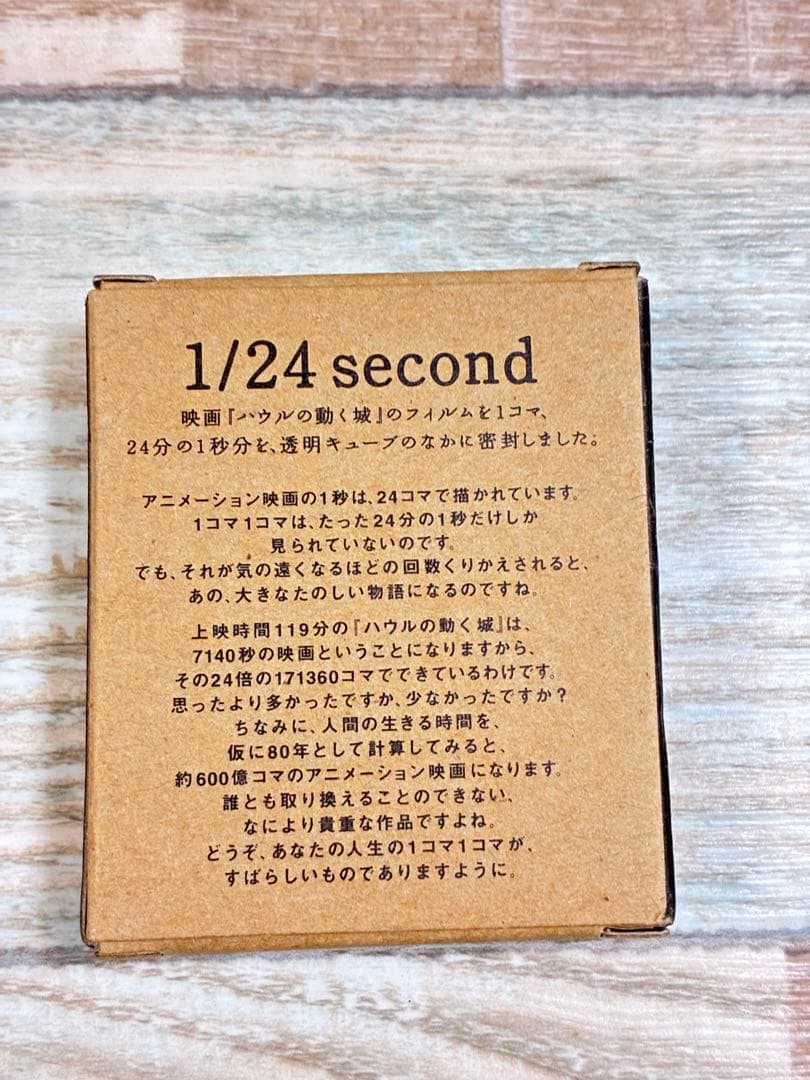 1/24 second
映画『ハウルの動く城』のフィルムを1コマ、
24分の1秒分を、透明キューブのなかに密封しました。
アニメーション映画の1秒は、24コマで描かれています。
1コマ1コマは、たった24分の1秒だけしか
見られていないのです。
でも、それが気の遠くなるほどの回数くりかえされると、
あの、大きなたのしい物語になるのですね。
上映時間119分の『ハウルの動く城』は、
7140秒の映画ということになりますから、
その24倍の171360コマでできているわけです。
思ったより多かったですか、少なかったですか?
ちなみに、人間の生きる時間を、
仮に80年として計算してみると、
約600億コマのアニメーション映画になります。
誰とも取り換えることのできない、
なにより貴重な作品ですよね。
どうぞ、あなたの人生の1コマ1コマが、
すばらしいものでありますように。